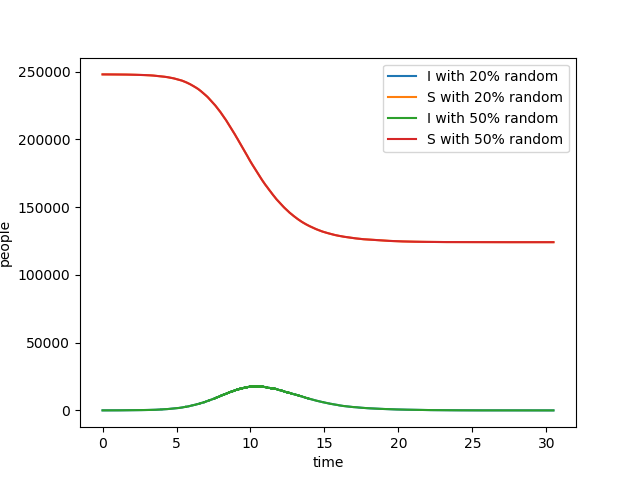 I with 20% random
S with 20% random
I with 50% random
S with 50% random
250000
200000
150000
100000
50000
0
people
0 5 10 15 20 25 30
time